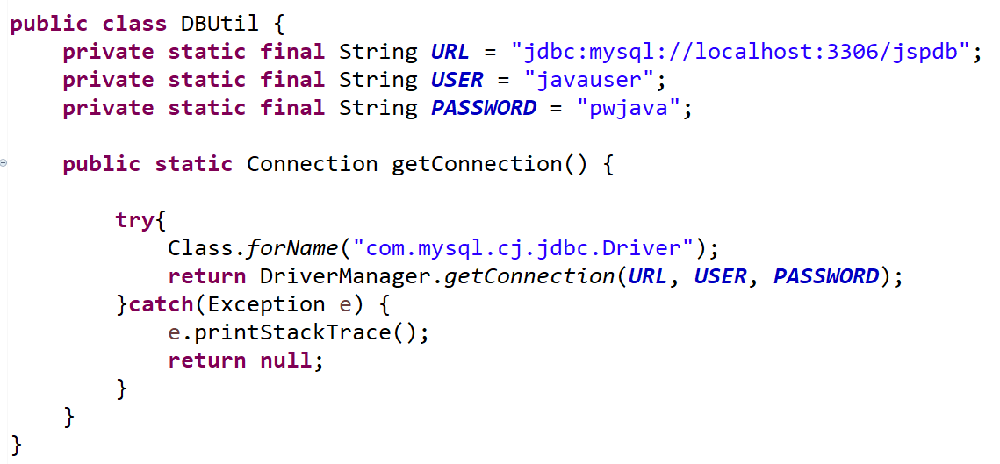 public class DBUtil {
    private static final String URL = "jdbc:mysql://localhost:3306/jspdb";
    private static final String USER = "javauser";
    private static final String PASSWORD = "pwjava";
    public static Connection getConnection() {
        try{
            Class.forName("com.mysql.cj.jdbc.Driver");
            return DriverManager.getConnection(URL, USER, PASSWORD);
        }catch(Exception e) {
            e.printStackTrace();
            return null;
        }
    }
}